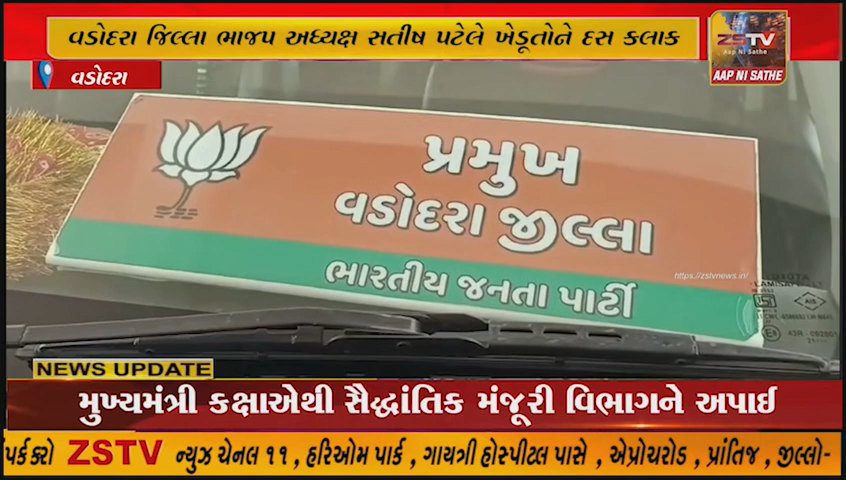 વડોદરા જિલ્લા ભાજપ અધ્યક્ષ સતીષ પટેલે ખેડૂતોને દસ કલાક
ZSTV
Aap Ni Sathe
AAP NI SATHE
વડોદરા
પ્રમુખ
વડોદરા જીલ્લા
ભારતીય જનતા પાર્ટી
https://zstvnews.in/
NEWS UPDATE
મુખ્યમંત્રી કક્ષાએથી સૈદ્ધાંતિક મંજૂરી વિભાગને અપાઈ
સંપર્ક કરો ZSTV ન્યુઝ ચેનલ ૧૧ , હરિઓમ પાર્ક , ગાયત્રી હોસ્પીટલ પાસે , એપ્રોચરોડ , પ્રાંતિજ , જીલ્લો-